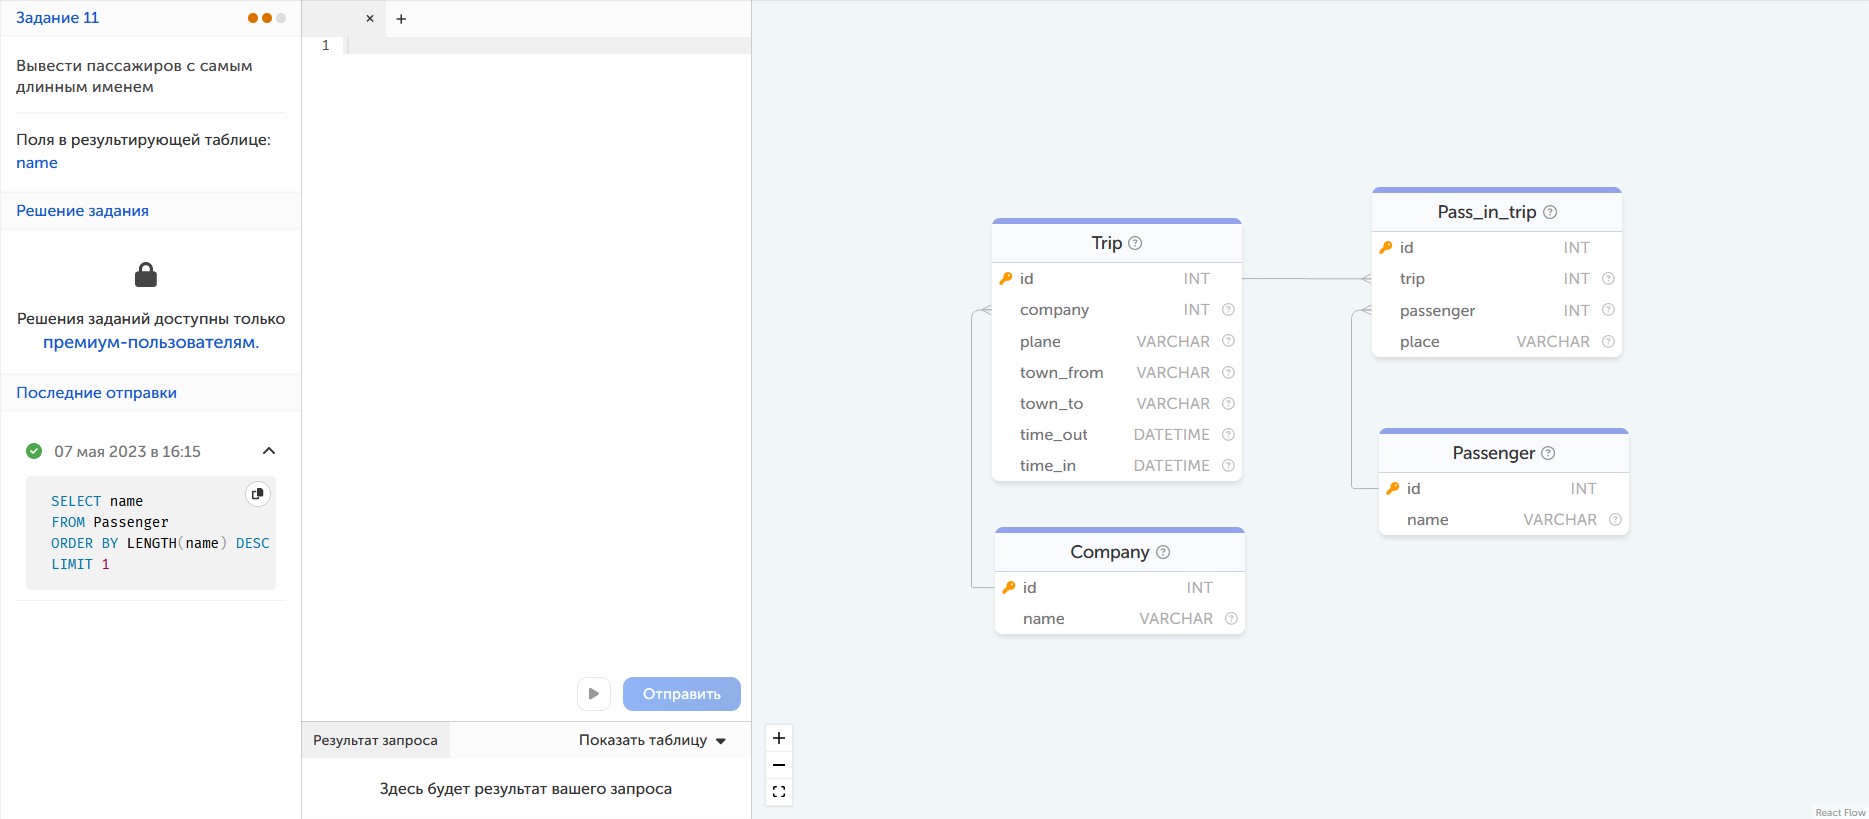 Задание 11
Вывести пассажиров с самым
длинным именем
Поля в результирующей таблице:
name
Решение задания
Решения заданий доступны только
премиум-пользователям.
Последние отправки
07 мая 2023 в 16:15
SELECT name
FROM Passenger
ORDER BY LENGTH(name) DESC
LIMIT 1
× +
1
Отправить
Результат запроса
Показать таблицу
Здесь будет результат вашего запроса
Trip ?
id INT
company INT ?
plane VARCHAR ?
town_from VARCHAR ?
town_to VARCHAR ?
time_out DATETIME ?
time_in DATETIME ?
Company ?
id INT
name VARCHAR ?
Pass_in_trip ?
id INT
trip INT ?
passenger INT ?
place VARCHAR ?
Passenger ?
id INT
name VARCHAR ?
React Flow